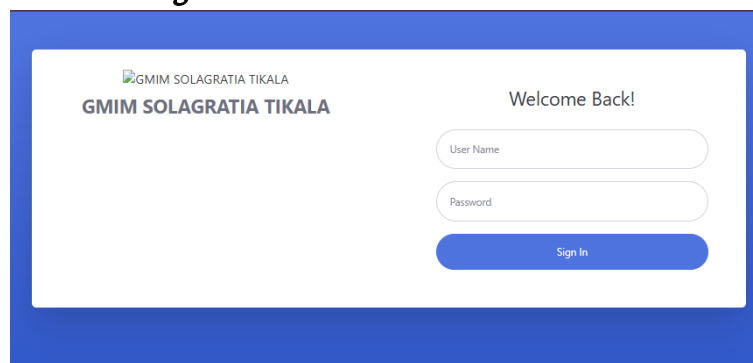 GMIM SOLAGRATIA TIKALA
GMIM SOLAGRATIA TIKALA
Welcome Back!
User Name
Password
Sign In